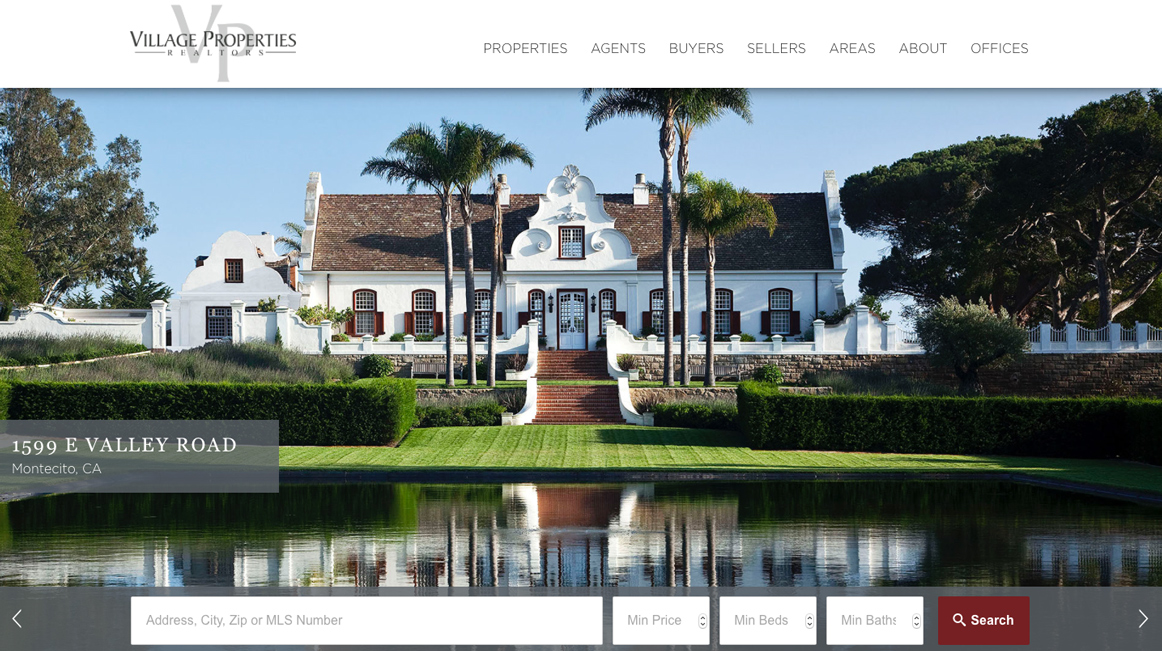 VP
VILLAGE PROPERTIES
REALTORS
PROPERTIES AGENTS BUYERS SELLERS AREAS ABOUT OFFICES
1599 E VALLEY ROAD
Montecito, CA
Address, City, Zip or MLS Number Min Price Min Beds Min Baths Search